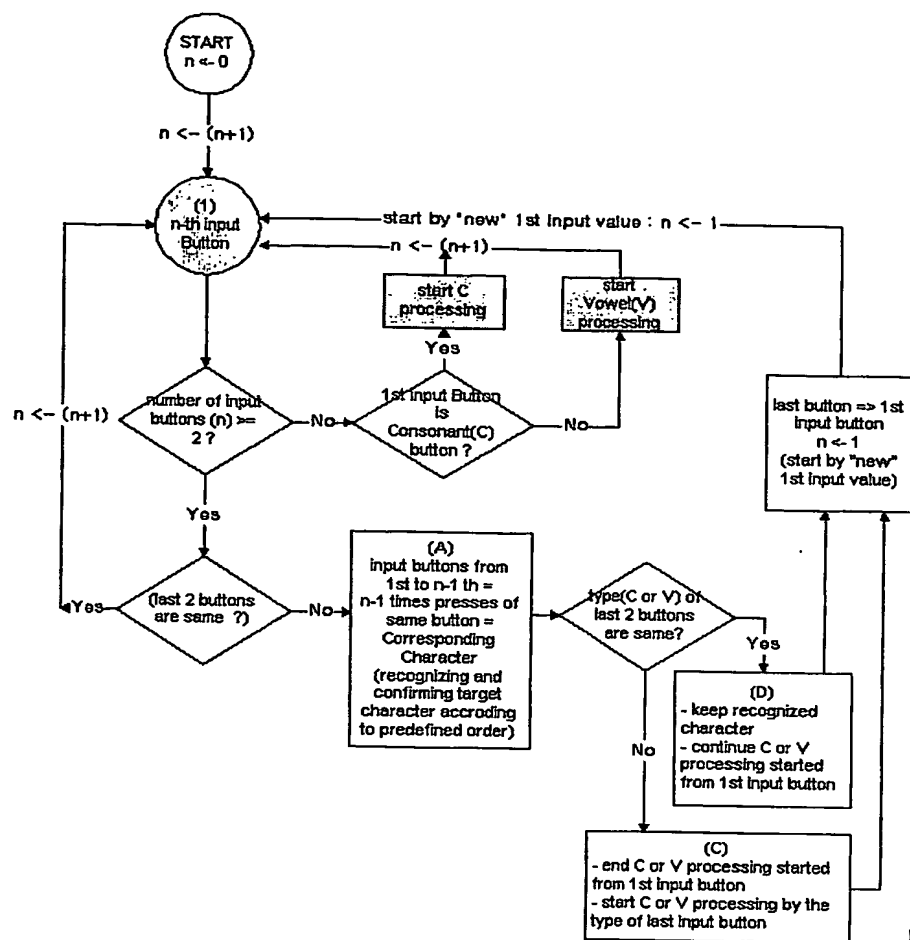 START
n <- 0
n <- (n+1)
(1)
n-th input
Button
start by "new" 1st input value : n <- 1
n <- (n+1)
start C
processing
start
Vowel(V)
processing
Yes
n <- (n+1)
number of input
buttons (n) >=
2 ?
No
1st input Button
is
Consonant(C)
button ?
No
last button => 1st
input button
n <- 1
(start by "new"
1st input value)
Yes
(last 2 buttons
are same ?)
Yes
No
(A)
input buttons from
1st to n-1 th =
n-1 times presses of
same button =
Corresponding
Character
(recognizing and
confirming target
character accroding
to predefined order)
type(C or V) of
last 2 buttons
are same?
Yes
No
(D)
- keep recognized
character
- continue C or V
processing started
from 1st input button
(C)
- end C or V processing started
from 1st input button
- start C or V processing by the
type of last input button